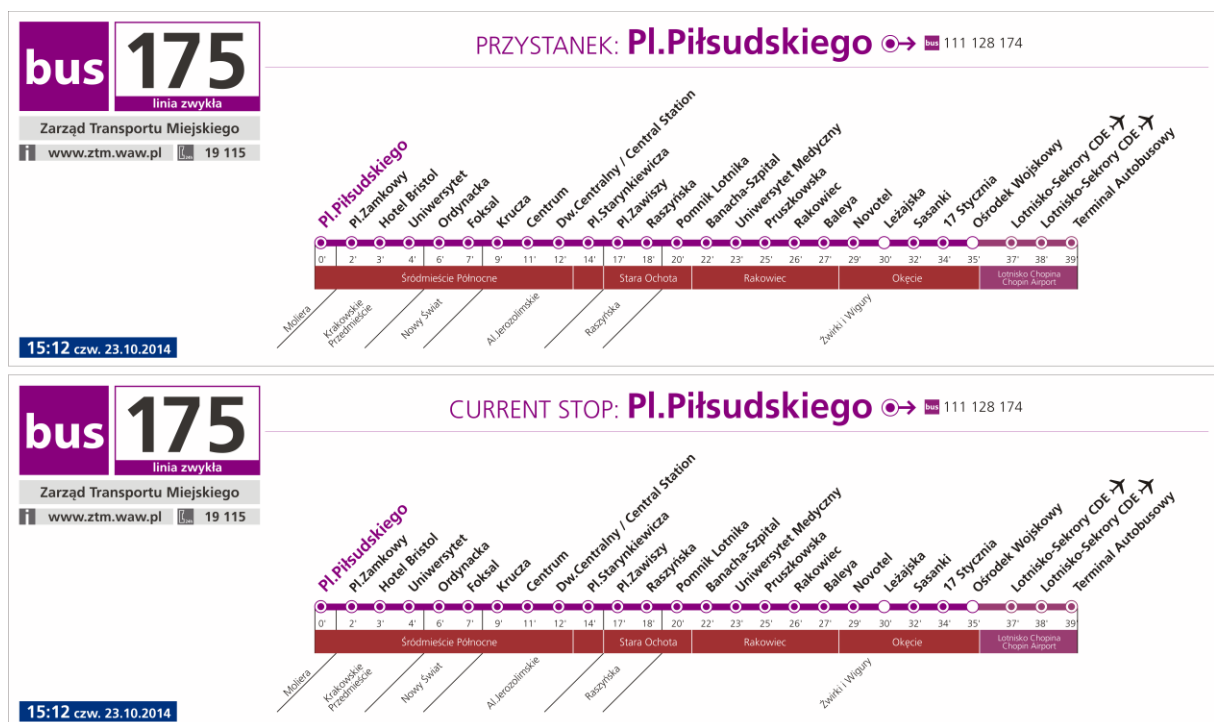 bus 175
linia zwykła
Zarząd Transportu Miejskiego
i www.ztm.waw.pl 19 115
PRZYSTANEK: Pl.Piłsudskiego bus 111 128 174
Pl.Piłsudskiego
Pl.Zamkowy
Hotel Bristol
Uniwersytet
Ordynacka
Foksal
Krucza
Centrum
Dw.Centralny / Central Station
Pl.Starynkiewicza
Pl.Zawiszy
Raszyńska
Pomnik Lotnika
Banacha-Szpital
Uniwersytet Medyczny
Pruszkowska
Rakowiec
Baleya
Novotel
Leżajska
Sasanki
17 Stycznia
Ośrodek Wojskowy
Lotnisko-Sekrory CDE
Lotnisko-Sekrory CDE
Terminal Autobusowy
0' 2' 3' 4' 6' 7' 9' 11' 12' 14' 17' 18' 20' 22' 23' 25' 26' 27' 29' 30' 32' 34' 35' 37' 38' 39'
Śródmieście Północne Stara Ochota Rakowiec Okęcie Lotnisko Chopina
Chopin Airport
Moliera
Krakowskie
Przedmieście
Nowy Świat
Al.Jerozolimskie
Raszyńska
Żwirki i Wigury
15:12 czw. 23.10.2014
bus 175
linia zwykła
Zarząd Transportu Miejskiego
i www.ztm.waw.pl 19 115
CURRENT STOP: Pl.Piłsudskiego bus 111 128 174
Pl.Piłsudskiego
Pl.Zamkowy
Hotel Bristol
Uniwersytet
Ordynacka
Foksal
Krucza
Centrum
Dw.Centralny / Central Station
Pl.Starynkiewicza
Pl.Zawiszy
Raszyńska
Pomnik Lotnika
Banacha-Szpital
Uniwersytet Medyczny
Pruszkowska
Rakowiec
Baleya
Novotel
Leżajska
Sasanki
17 Stycznia
Ośrodek Wojskowy
Lotnisko-Sekrory CDE
Lotnisko-Sekrory CDE
Terminal Autobusowy
0' 2' 3' 4' 6' 7' 9' 11' 12' 14' 17' 18' 20' 22' 23' 25' 26' 27' 29' 30' 32' 34' 35' 37' 38' 39'
Śródmieście Północne Stara Ochota Rakowiec Okęcie Lotnisko Chopina
Chopin Airport
Moliera
Krakowskie
Przedmieście
Nowy Świat
Al.Jerozolimskie
Raszyńska
Żwirki i Wigury
15:12 czw. 23.10.2014